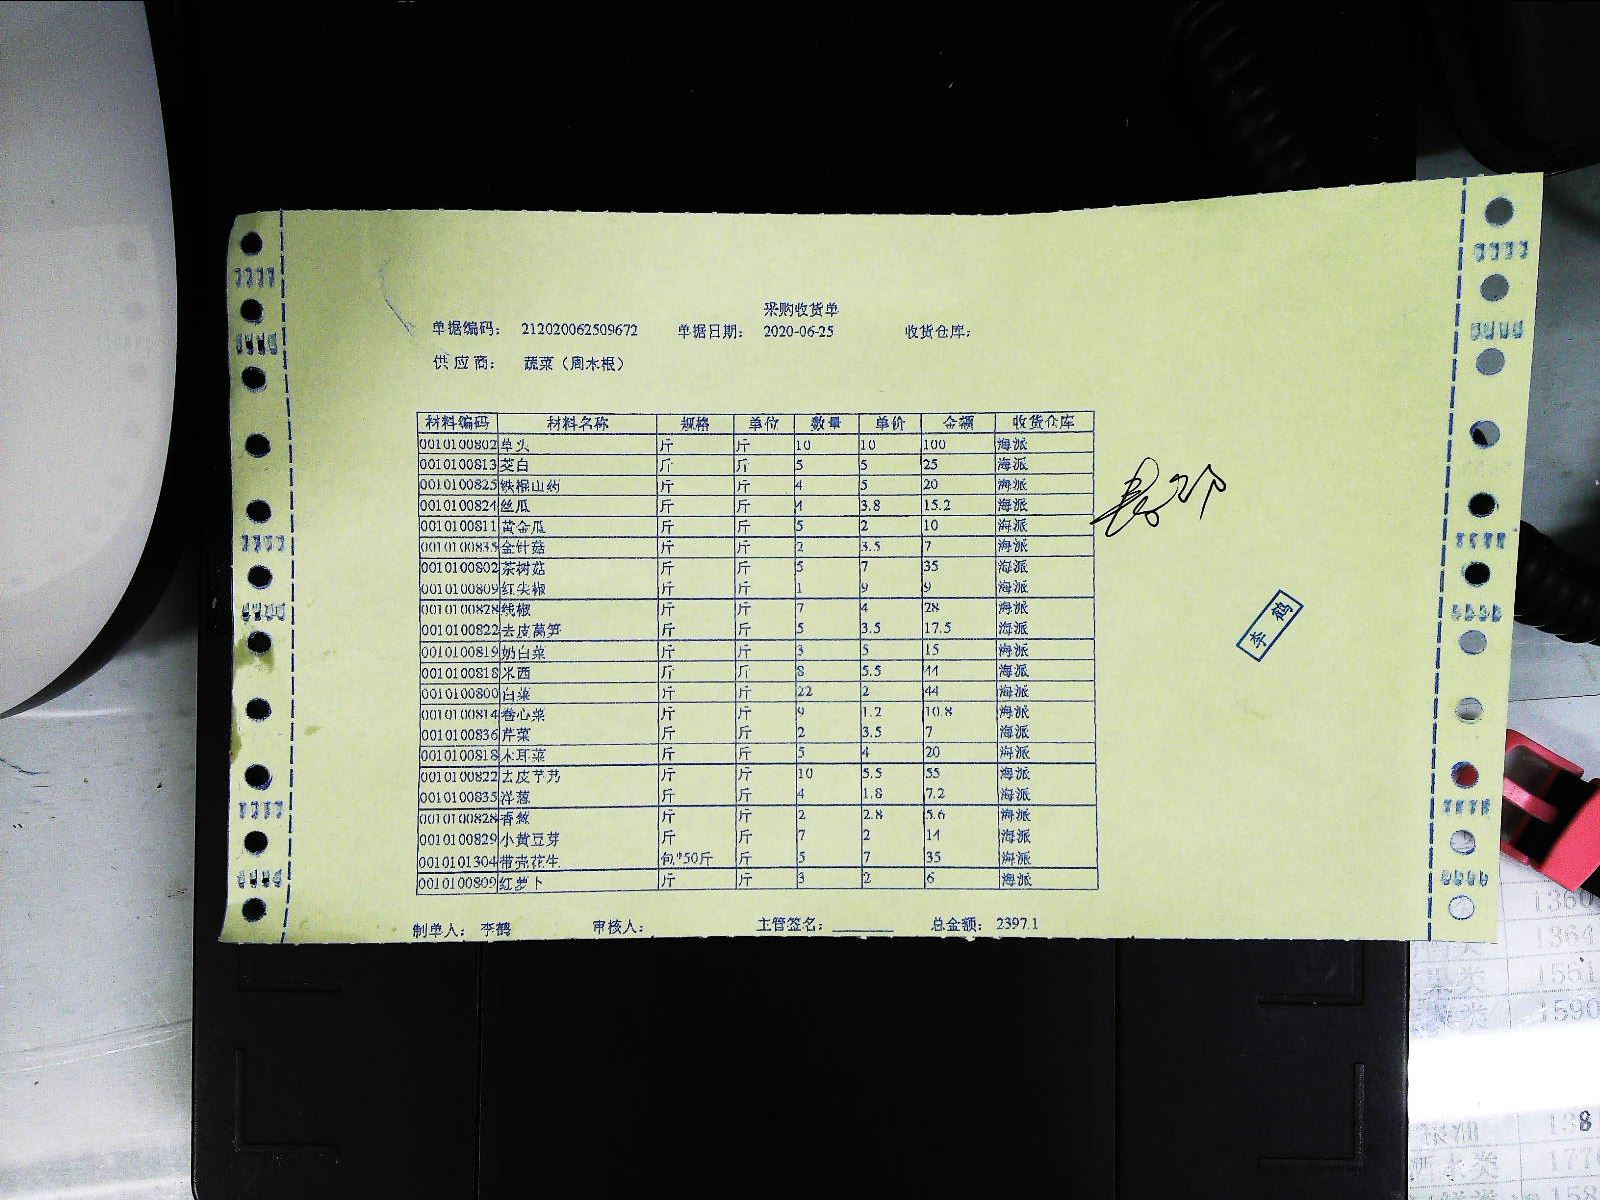 采购收货单
单据编码： 212020062509672 单据日期： 2020-06-25 收货仓库：
供应商： 蔬菜（周木根）
材料编码 材料名称 规格 单位 数量 单价 金额 收货仓库
0010100802 草头 斤 斤 10 10 100 海派
0010100813 茭白 斤 斤 5 5 25 海派
0010100825 铁棍山药 斤 斤 4 5 20 海派
0010100824 丝瓜 斤 斤 4 3.8 15.2 海派
0010100811 黄金瓜 斤 斤 5 2 10 海派
0010100835 金针菇 斤 斤 2 3.5 7 海派
0010100802 茶树菇 斤 斤 5 7 35 海派
0010100809 红尖椒 斤 斤 1 9 9 海派
0010100828 线椒 斤 斤 7 4 28 海派
0010100822 去皮莴笋 斤 斤 5 3.5 17.5 海派
0010100819 奶白菜 斤 斤 3 5 15 海派
0010100818 米西 斤 斤 8 5.5 44 海派
0010100800 白菜 斤 斤 22 2 44 海派
0010100814 卷心菜 斤 斤 9 1.2 10.8 海派
0010100836 芹菜 斤 斤 2 3.5 7 海派
0010100818 木耳菜 斤 斤 5 4 20 海派
0010100822 去皮芋艿 斤 斤 10 5.5 55 海派
0010100835 洋葱 斤 斤 4 1.8 7.2 海派
0010100828 香葱 斤 斤 2 2.8 5.6 海派
0010100829 小黄豆芽 斤 斤 7 2 14 海派
0010101304 带壳花生 包*50斤 斤 5 7 35 海派
0010100809 红萝卜 斤 斤 3 2 6 海派
制单人： 李鹤 审核人： 主管签名： 总金额： 2397.1
李鹤